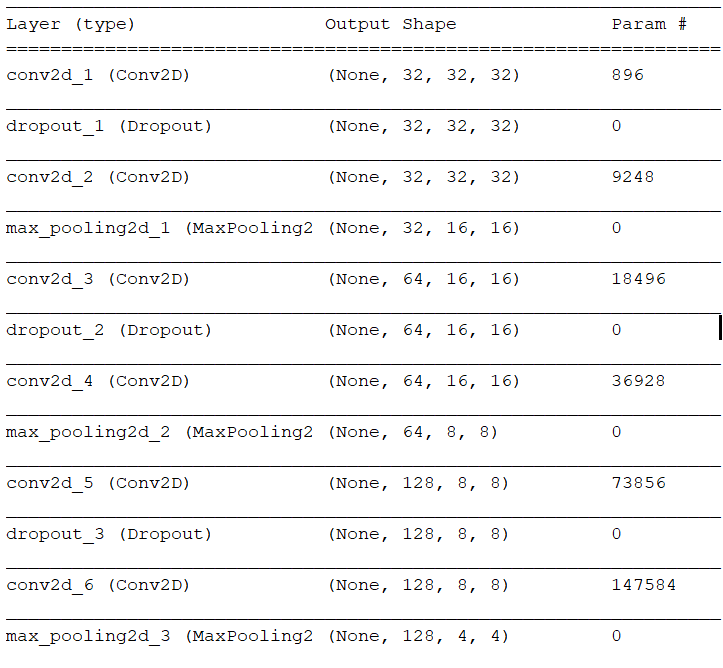 Layer (type) Output Shape Param #
=================================================================
conv2d_1 (Conv2D) (None, 32, 32, 32) 896
dropout_1 (Dropout) (None, 32, 32, 32) 0
conv2d_2 (Conv2D) (None, 32, 32, 32) 9248
max_pooling2d_1 (MaxPooling2 (None, 32, 16, 16) 0
conv2d_3 (Conv2D) (None, 64, 16, 16) 18496
dropout_2 (Dropout) (None, 64, 16, 16) 0
conv2d_4 (Conv2D) (None, 64, 16, 16) 36928
max_pooling2d_2 (MaxPooling2 (None, 64, 8, 8) 0
conv2d_5 (Conv2D) (None, 128, 8, 8) 73856
dropout_3 (Dropout) (None, 128, 8, 8) 0
conv2d_6 (Conv2D) (None, 128, 8, 8) 147584
max_pooling2d_3 (MaxPooling2 (None, 128, 4, 4) 0